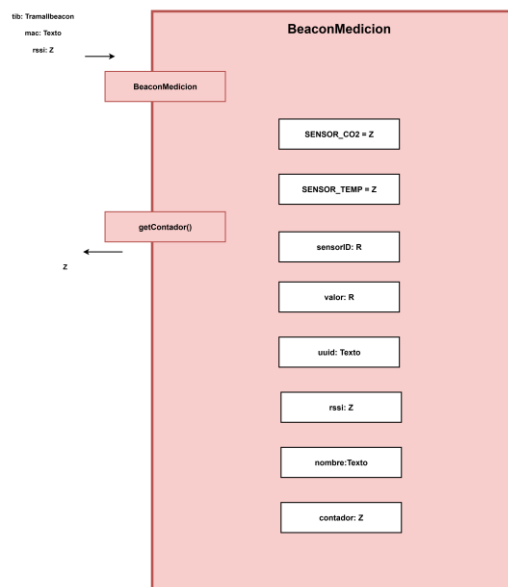 tib: TramaIbeacon
mac: Texto
rssi: Z
BeaconMedicion
BeaconMedicion
SENSOR_CO2 = Z
SENSOR_TEMP = Z
getContador()
sensorID: R
Z
valor: R
uuid: Texto
rssi: Z
nombre:Texto
contador: Z